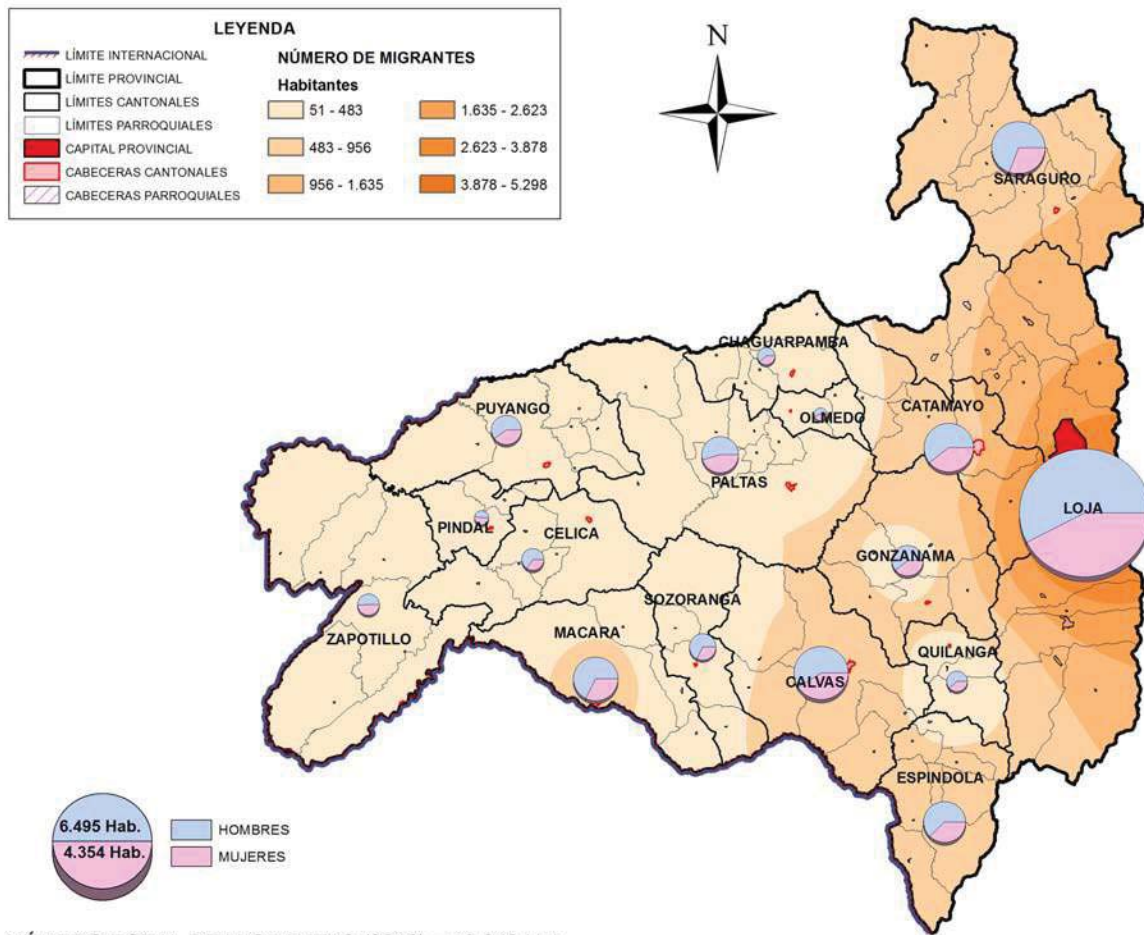 LEYENDA
LÍMITE INTERNACIONAL
LÍMITE PROVINCIAL
LÍMITES CANTONALES
LÍMITES PARROQUIALES
CAPITAL PROVINCIAL
CABECERAS CANTONALES
CABECERAS PARROQUIALES
NÚMERO DE MIGRANTES
Habitantes
51 - 483
483 - 956
956 - 1.635
1.635 - 2.623
2.623 - 3.878
3.878 - 5.298
N
SARAGURO
CHAGUARPAMBA
OLMEDO
CATAMAYO
PUYANGO
PALTAS
LOJA
PINDAL
CELICA
GONZANAMA
SOZORANGA
ZAPOTILLO
MACARA
QUILANGA
CALVAS
ESPINDOLA
6.495 Hab.
4.354 Hab.
HOMBRES
MUJERES